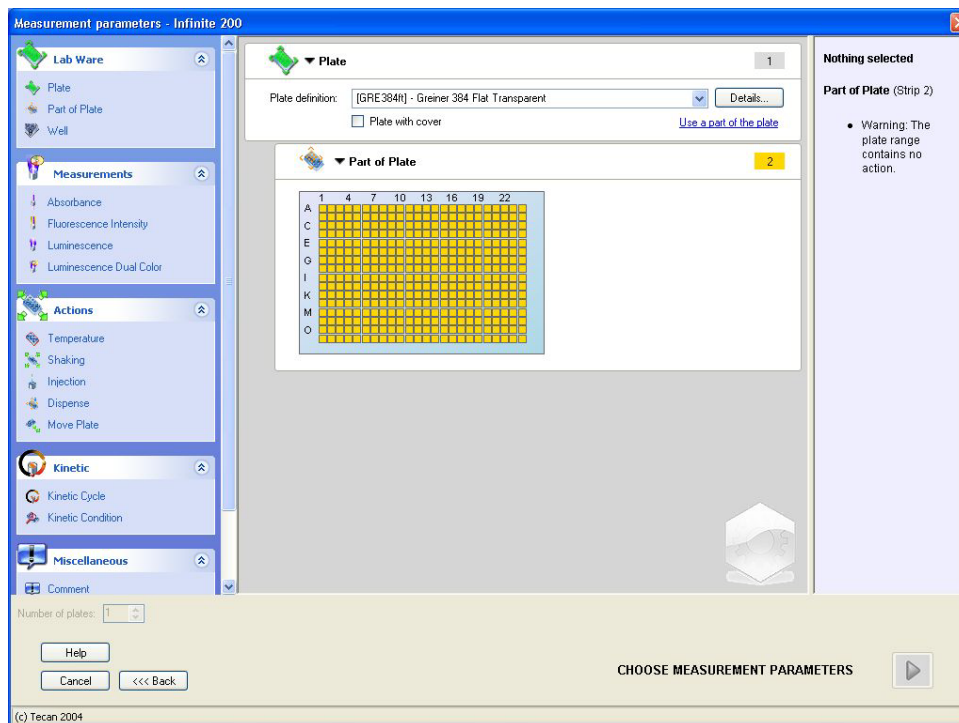 Measurement parameters - Infinite 200
Lab Ware
Plate
Part of Plate
Well
Measurements
Absorbance
Fluorescence Intensity
Luminescence
Luminescence Dual Color
Actions
Temperature
Shaking
Injection
Dispense
Move Plate
Kinetic
Kinetic Cycle
Kinetic Condition
Miscellaneous
Comment
Plate 1
Plate definition: [GRE384ft] - Greiner 384 Flat Transparent Details...
Plate with cover Use a part of the plate
Part of Plate 2
1 4 7 10 13 16 19 22
A
C
E
G
I
K
M
O
Nothing selected
Part of Plate (Strip 2)
• Warning: The
plate range
contains no
action.
Number of plates: 1
Help
Cancel <<< Back
CHOOSE MEASUREMENT PARAMETERS
(c) Tecan 2004